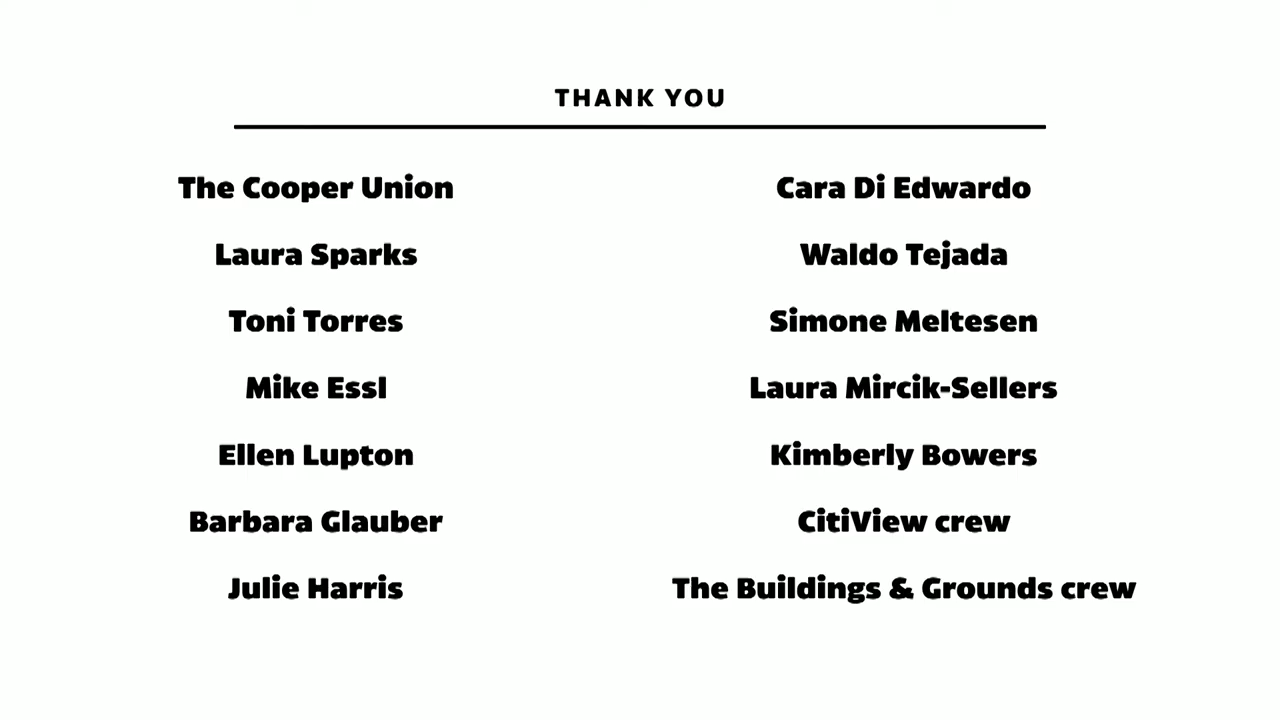 THANK YOU
The Cooper Union
Laura Sparks
Toni Torres
Mike Essl
Ellen Lupton
Barbara Glauber
Julie Harris
Cara Di Edwardo
Waldo Tejada
Simone Meltesen
Laura Mircik-Sellers
Kimberly Bowers
CitiView crew
The Buildings & Grounds crew